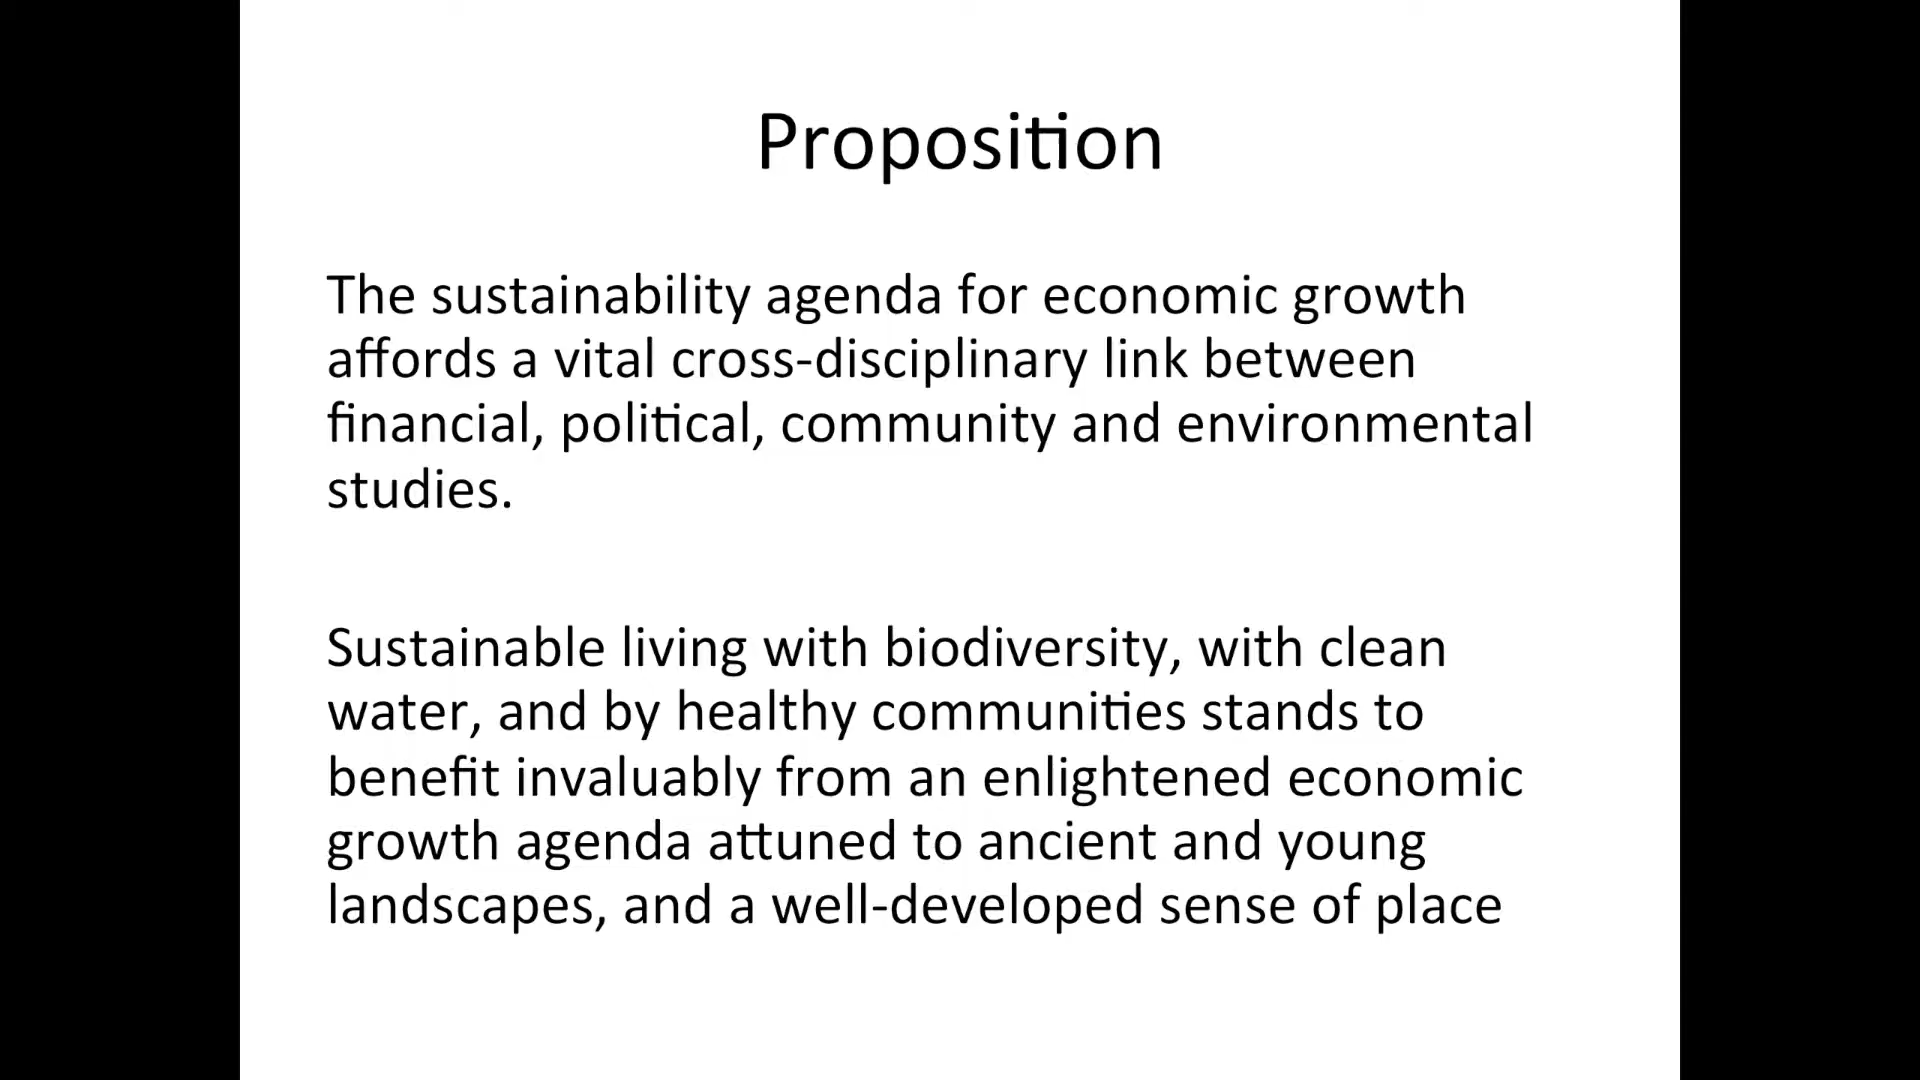 Proposition
The sustainability agenda for economic growth
affords a vital cross-disciplinary link between
financial, political, community and environmental
studies.
Sustainable living with biodiversity, with clean
water, and by healthy communities stands to
benefit invaluably from an enlightened economic
growth agenda attuned to ancient and young
landscapes, and a well-developed sense of place